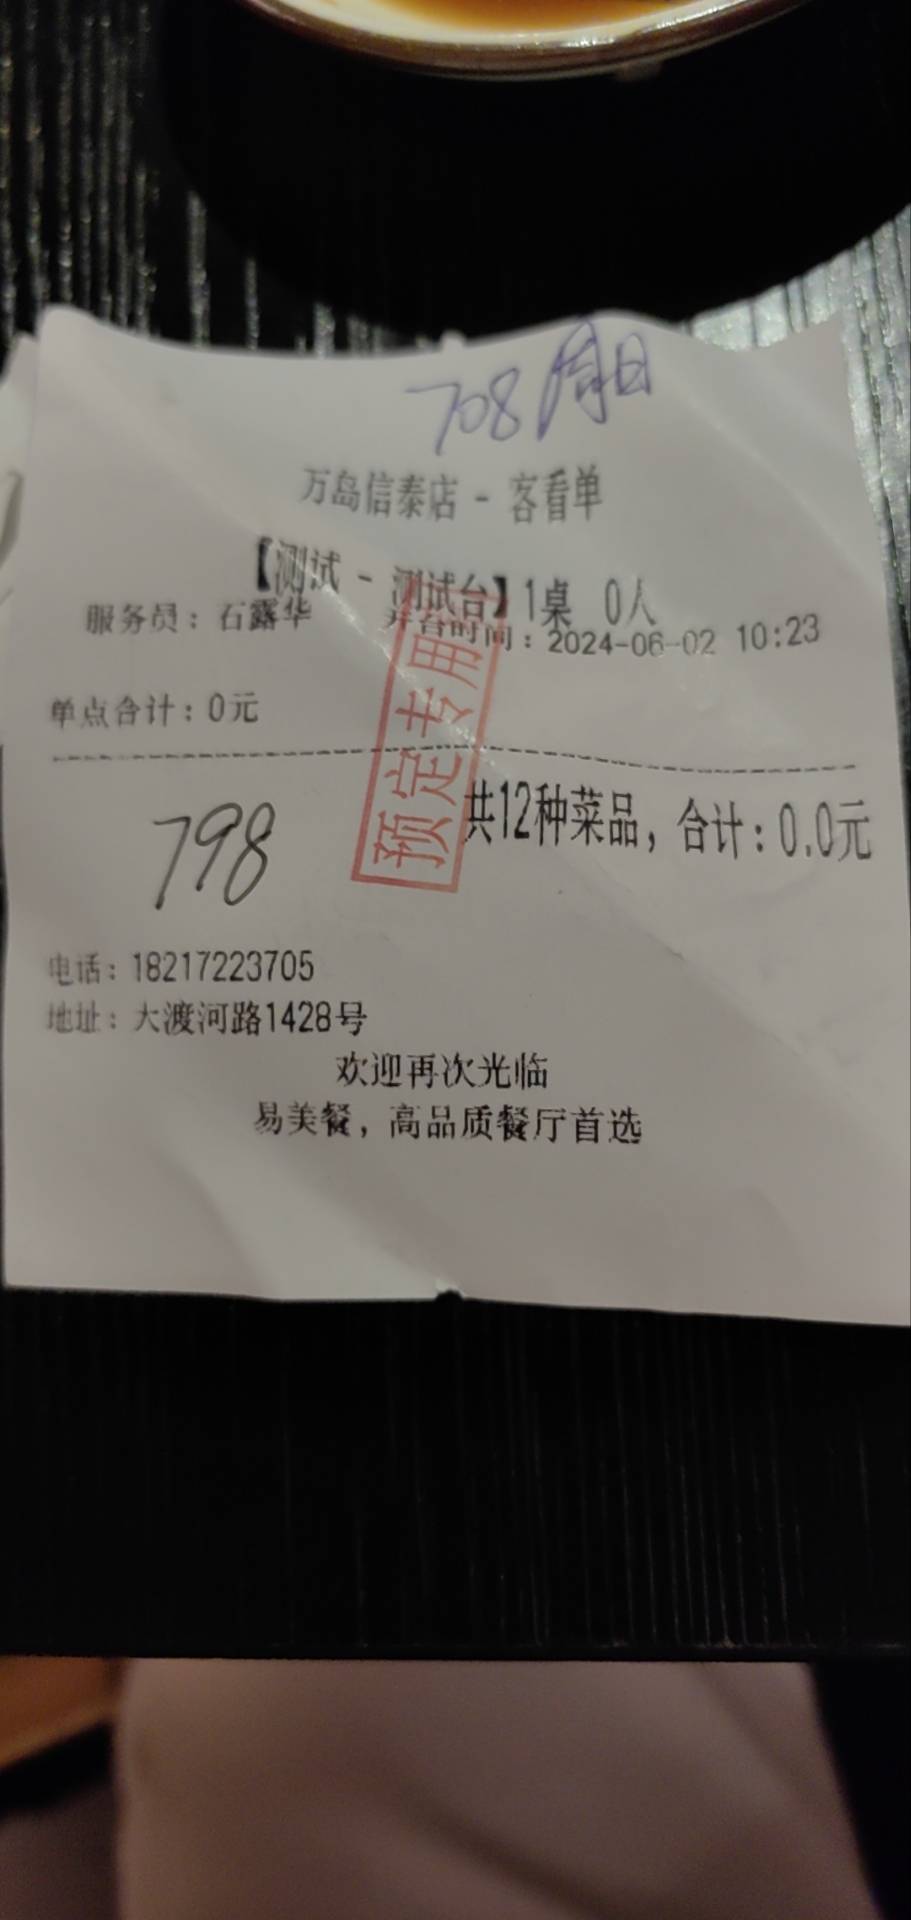 708 周日
万岛信泰店 - 客看单
【测试 - 测试台】1桌 0人
服务员：石露华 开台时间：2024-06-02 10:23
单点合计：0元
预定专用
共12种菜品，合计：0.0元
798
电话：18217223705
地址：大渡河路1428号
欢迎再次光临
易美餐，高品质餐厅首选